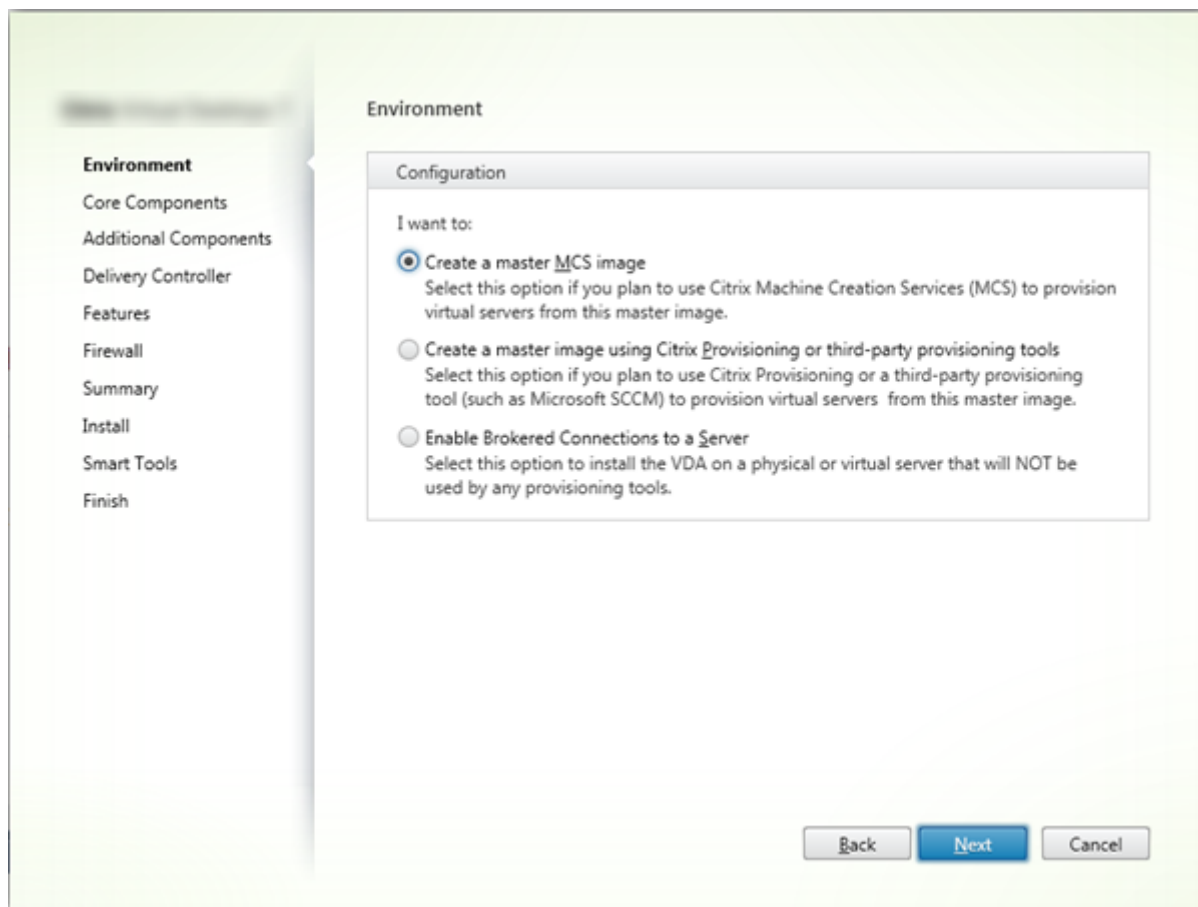 Environment
Core Components
Additional Components
Delivery Controller
Features
Firewall
Summary
Install
Smart Tools
Finish
Environment
Configuration
I want to:
Create a master MCS image
Select this option if you plan to use Citrix Machine Creation Services (MCS) to provision
virtual servers from this master image.
Create a master image using Citrix Provisioning or third-party provisioning tools
Select this option if you plan to use Citrix Provisioning or a third-party provisioning
tool (such as Microsoft SCCM) to provision virtual servers from this master image.
Enable Brokered Connections to a Server
Select this option to install the VDA on a physical or virtual server that will NOT be
used by any provisioning tools.
Back
Next
Cancel